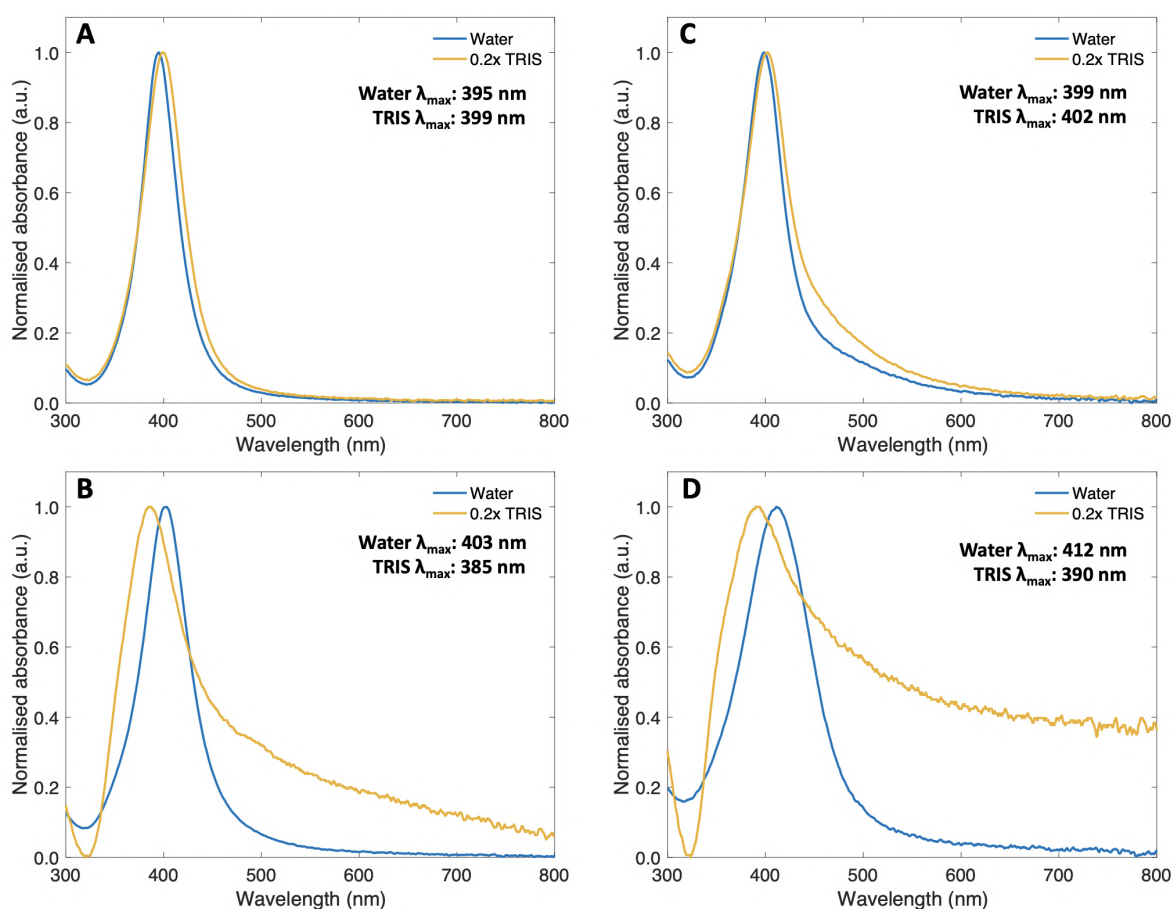 A
Water
0.2x TRIS
Water λmax: 395 nm
TRIS λmax: 399 nm
Normalised absorbance (a.u.)
1.0
0.8
0.6
0.4
0.2
0.0
300 400 500 600 700 800
Wavelength (nm)
C
Water
0.2x TRIS
Water λmax: 399 nm
TRIS λmax: 402 nm
Normalised absorbance (a.u.)
1.0
0.8
0.6
0.4
0.2
0.0
300 400 500 600 700 800
Wavelength (nm)
B
Water
0.2x TRIS
Water λmax: 403 nm
TRIS λmax: 385 nm
Normalised absorbance (a.u.)
1.0
0.8
0.6
0.4
0.2
0.0
300 400 500 600 700 800
Wavelength (nm)
D
Water
0.2x TRIS
Water λmax: 412 nm
TRIS λmax: 390 nm
Normalised absorbance (a.u.)
1.0
0.8
0.6
0.4
0.2
0.0
300 400 500 600 700 800
Wavelength (nm)